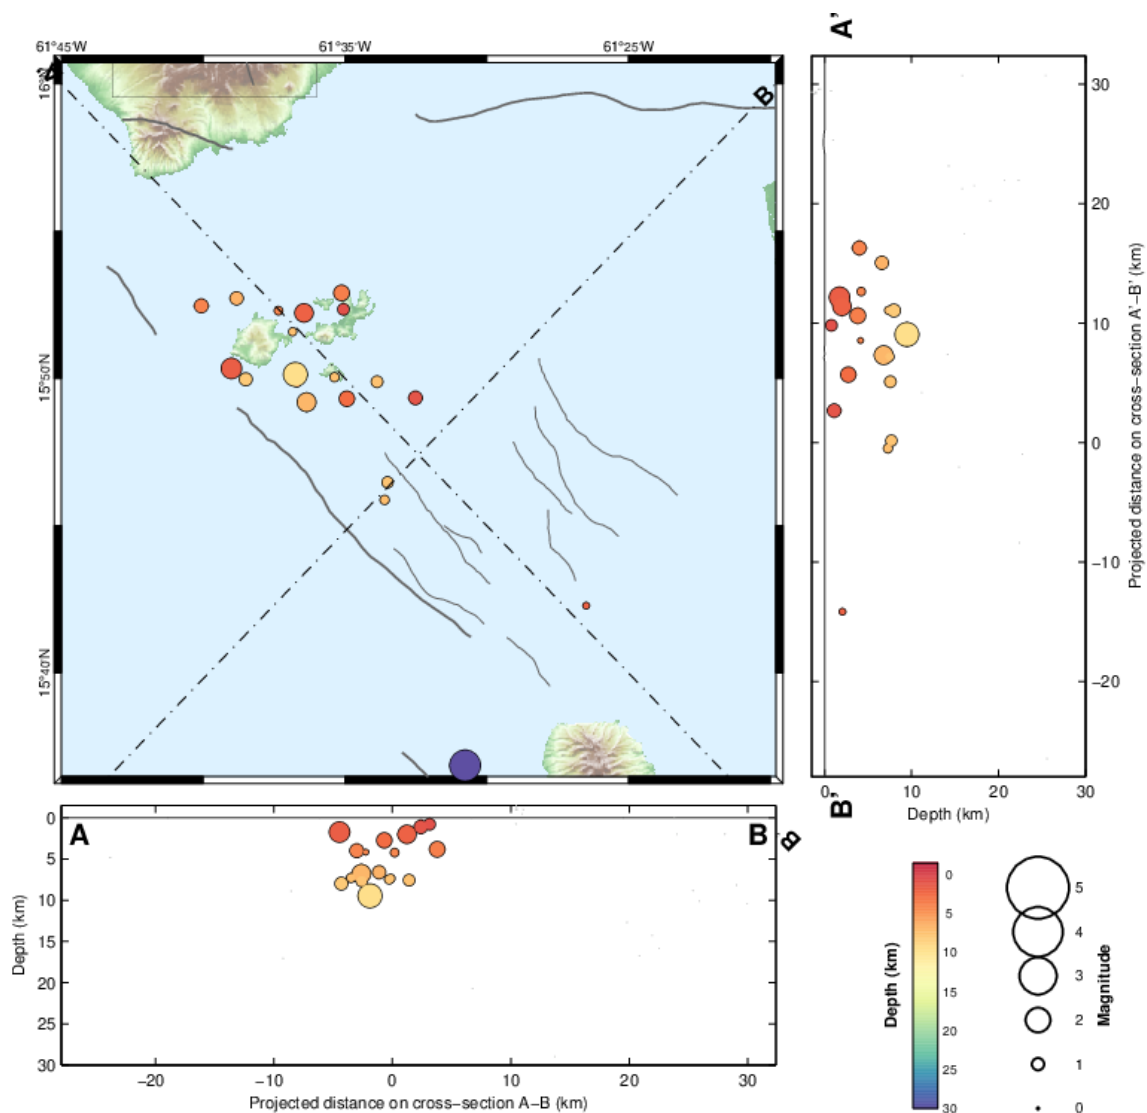 61°45'W 61°35'W 61°25'W
A'
B
15°50'N
15°40'N
30
20
10
0
−10
−20
Projected distance on cross−section A'−B' (km)
0 10 20 30
Depth (km)
B'
A B B
0
5
10
15
20
25
30
Depth (km)
−20 −10 0 10 20 30
Projected distance on cross−section A−B (km)
0
5
10
15
20
25
30
Depth (km)
5
4
3
2
1
0
Magnitude